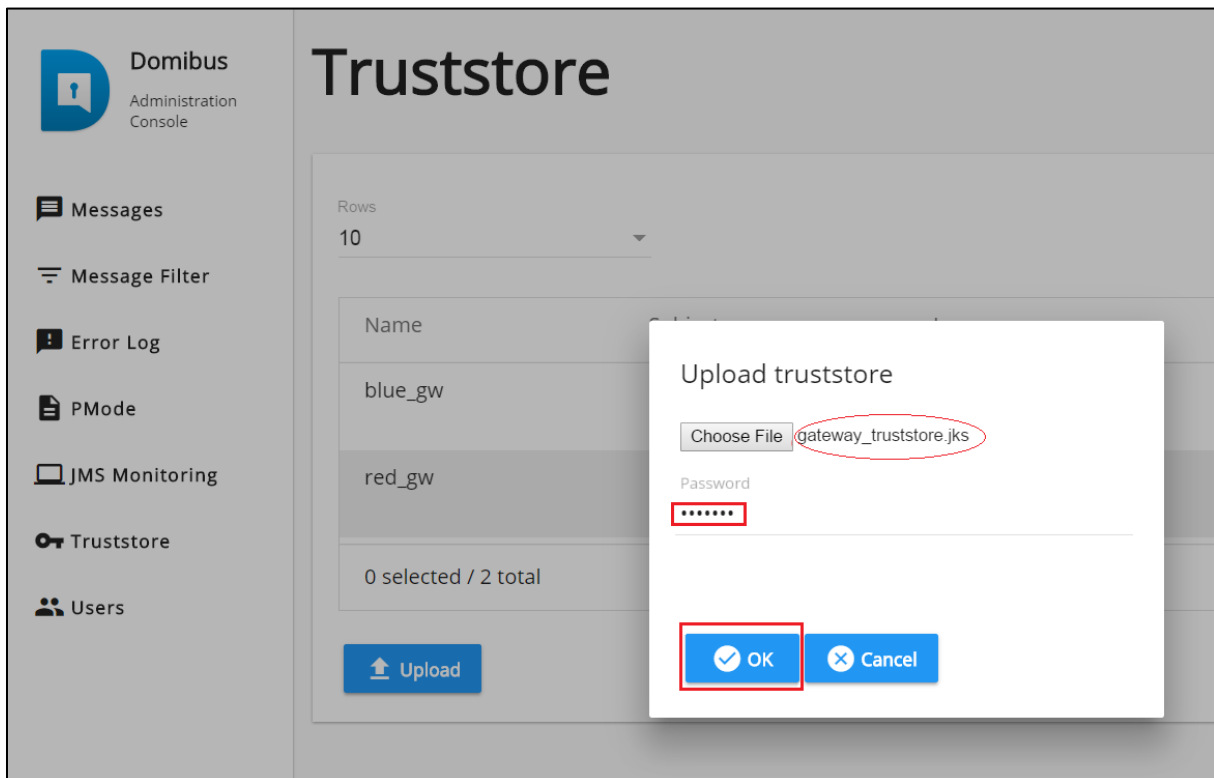 Domibus
Administration
Console
Messages
Message Filter
Error Log
PMode
JMS Monitoring
Truststore
Users
Truststore
Rows
10
Name
blue_gw
red_gw
0 selected / 2 total
Upload
Upload truststore
Choose File gateway_truststore.jks
Password
•••••••
OK Cancel